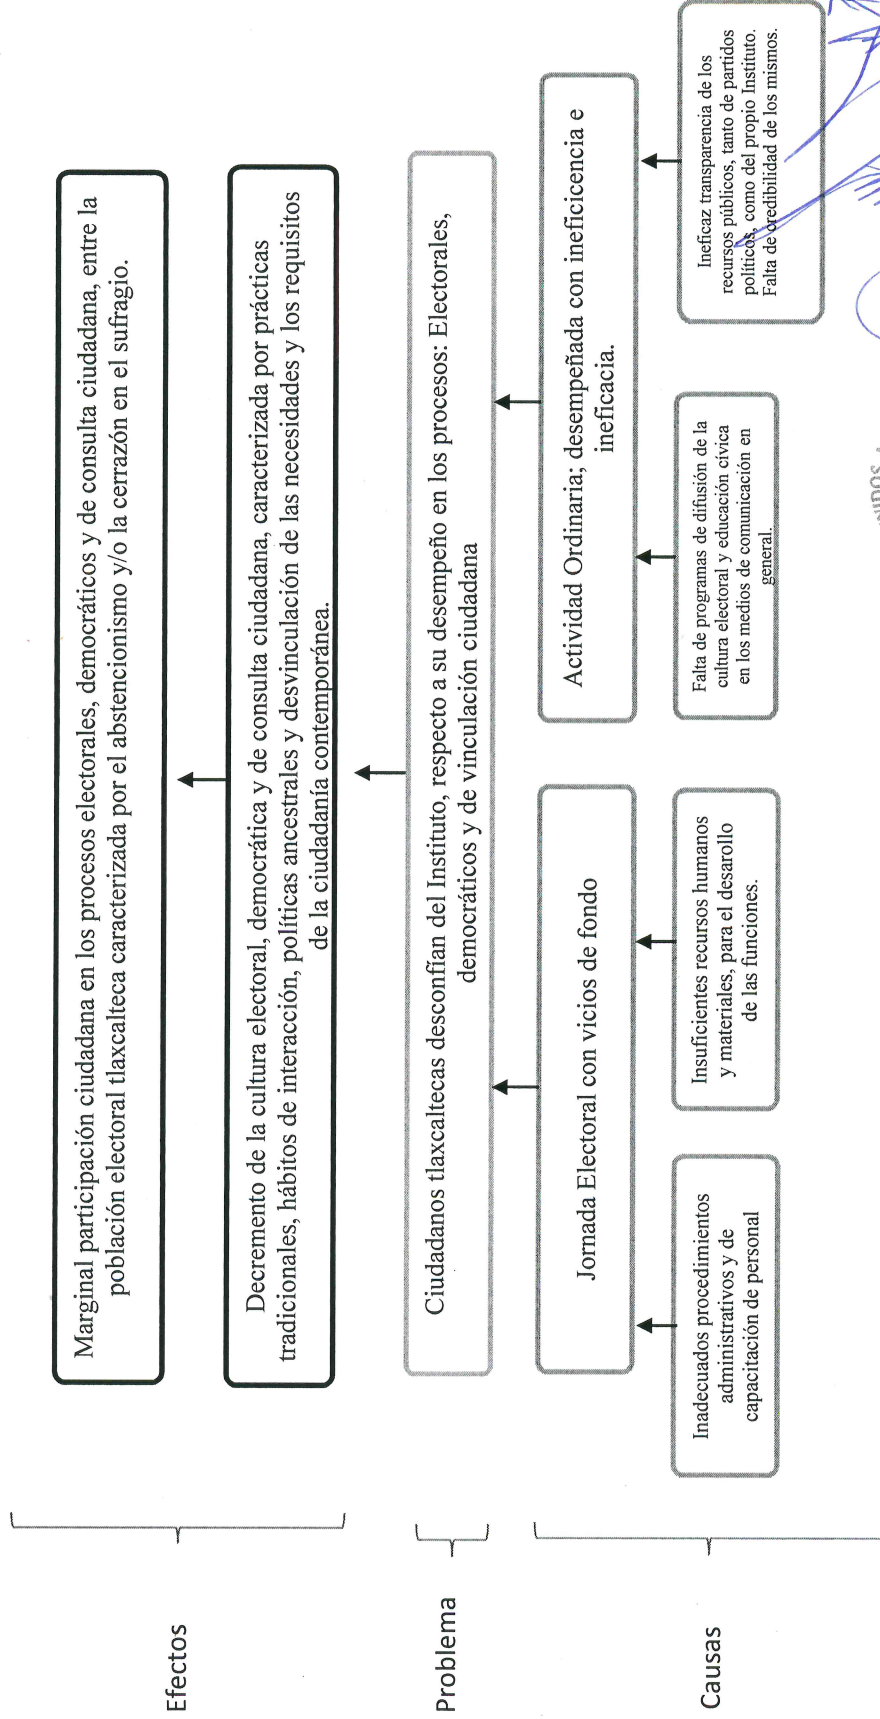 Efectos
Marginal participación ciudadana en los procesos electorales, democráticos y de consulta ciudadana, entre la
población electoral tlaxcalteca caracterizada por el abstencionismo y/o la cerrazón en el sufragio.
Decremento de la cultura electoral, democrática y de consulta ciudadana, caracterizada por prácticas
tradicionales, hábitos de interacción, políticas ancestrales y desvinculación de las necesidades y los requisitos
de la ciudadanía contemporánea.
Problema
Ciudadanos tlaxcaltecas desconfían del Instituto, respecto a su desempeño en los procesos: Electorales,
democráticos y de vinculación ciudadana
Causas
Jornada Electoral con vicios de fondo
Actividad Ordinaria; desempeñada con ineficicencia e
ineficacia.
Inadecuados procedimientos
administrativos y de
capacitación de personal
Insuficientes recursos humanos
y materiales, para el desarollo
de las funciones.
Falta de programas de difusión de la
cultura electoral y educación cívica
en los medios de comunicación en
general.
Ineficaz transparencia de los
recursos públicos, tanto de partidos
políticos, como del propio Instituto.
Falta de credibilidad de los mismos.